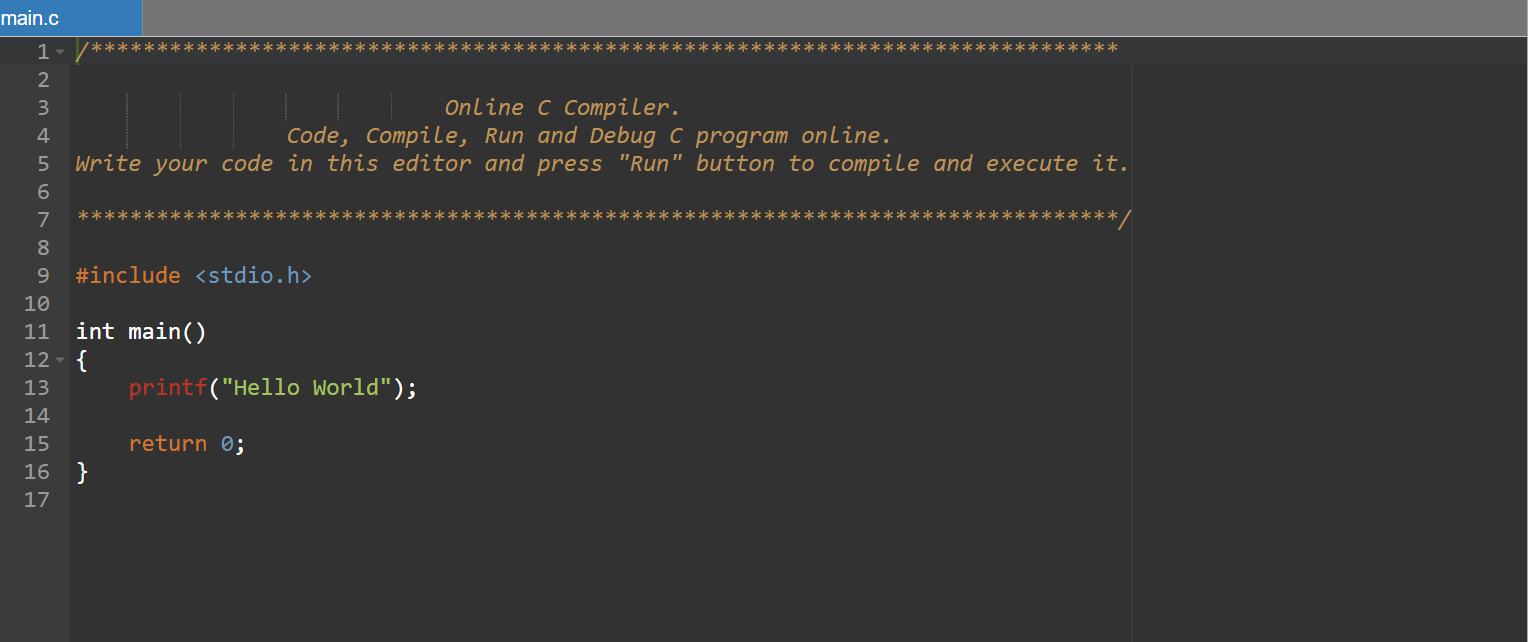 main.c
1 /******************************************************************************
2
3 Online C Compiler.
4 Code, Compile, Run and Debug C program online.
5 Write your code in this editor and press "Run" button to compile and execute it.
6
7 *******************************************************************************/
8
9 #include <stdio.h>
10
11 int main()
12 {
13     printf("Hello World");
14
15     return 0;
16 }
17